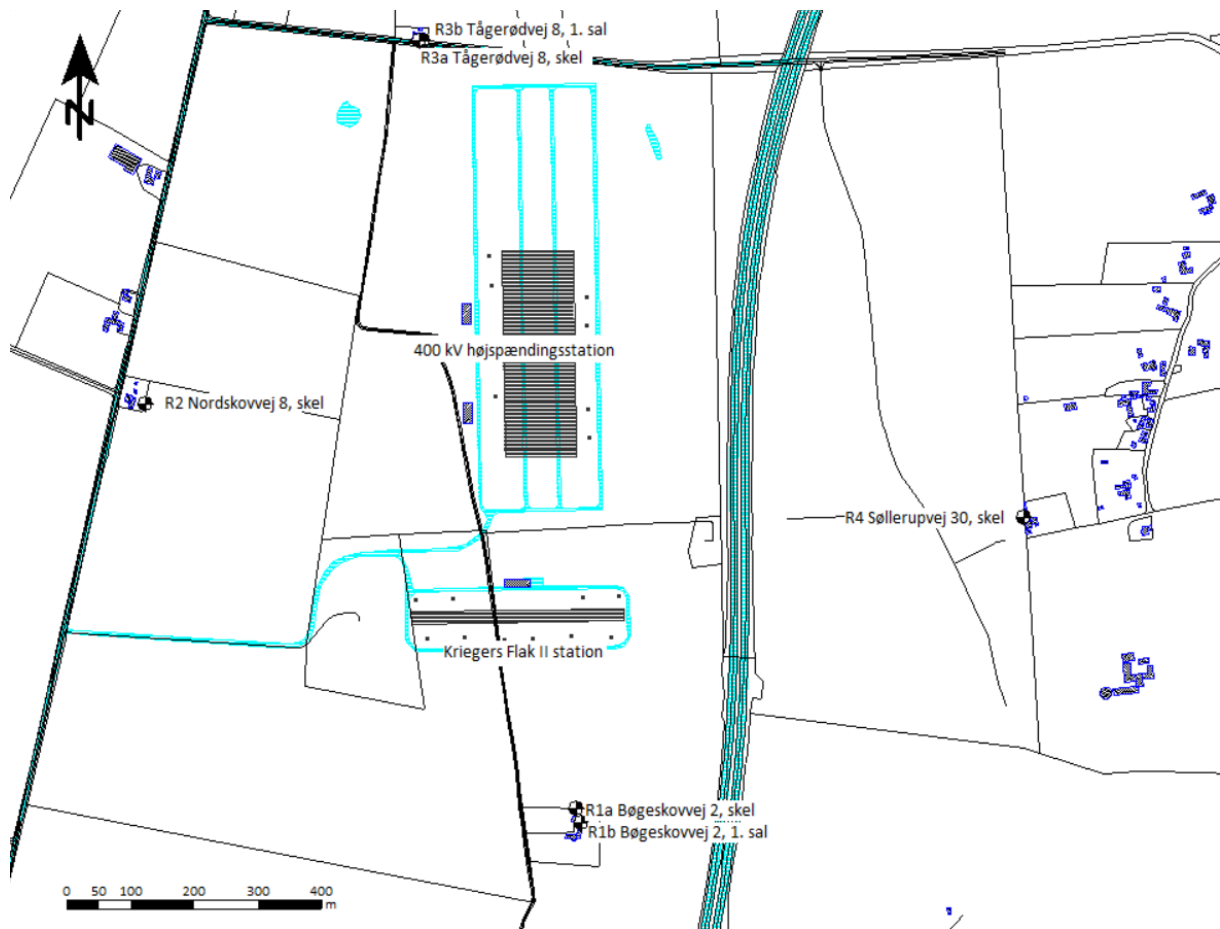 R3b Tågerødvej 8, 1. sal
R3a Tågerødvej 8, skel
N
400 kV højspændingsstation
R2 Nordskovvej 8, skel
R4 Søllerupvej 30, skel
Kriegers Flak II station
R1a Bøgeskovvej 2, skel
R1b Bøgeskovvej 2, 1. sal
0 50 100 200 300 400
m